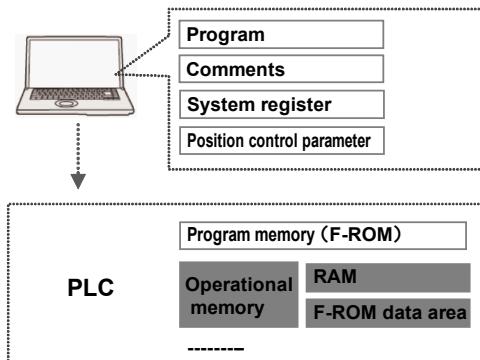 Program
Comments
System register
Position control parameter
Program memory（F-ROM）
PLC
Operational
memory
RAM
F-ROM data area